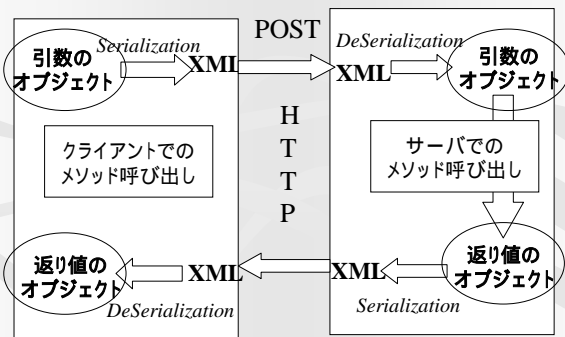 POST
Serialization
DeSerialization
引数の
オブジェクト
XML
XML
引数の
オブジェクト
H
T
T
P
クライアントでの
メソッド呼び出し
サーバでの
メソッド呼び出し
返り値の
オブジェクト
XML
XML
返り値の
オブジェクト
DeSerialization
Serialization